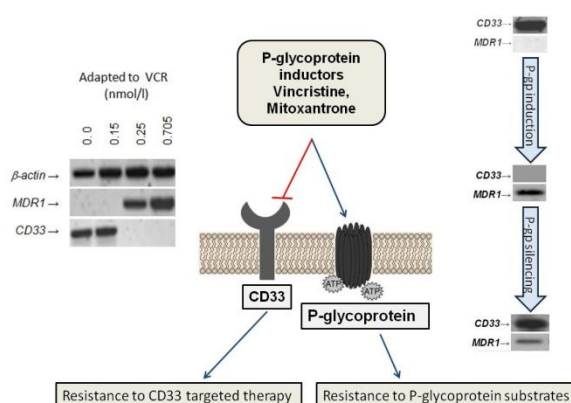 Adapted to VCR
(nmol/l)
0.0
0.15
0.25
0.705
β-actin →
MDR1 →
CD33 →
P-glycoprotein
inductors
Vincristine,
Mitoxantrone
CD33
P-glycoprotein
ATP
ATP
Resistance to CD33 targeted therapy
Resistance to P-glycoprotein substrates
CD33→
MDR1→
P-gp induction
CD33→
MDR1→
P-gp silencing
CD33→
MDR1→